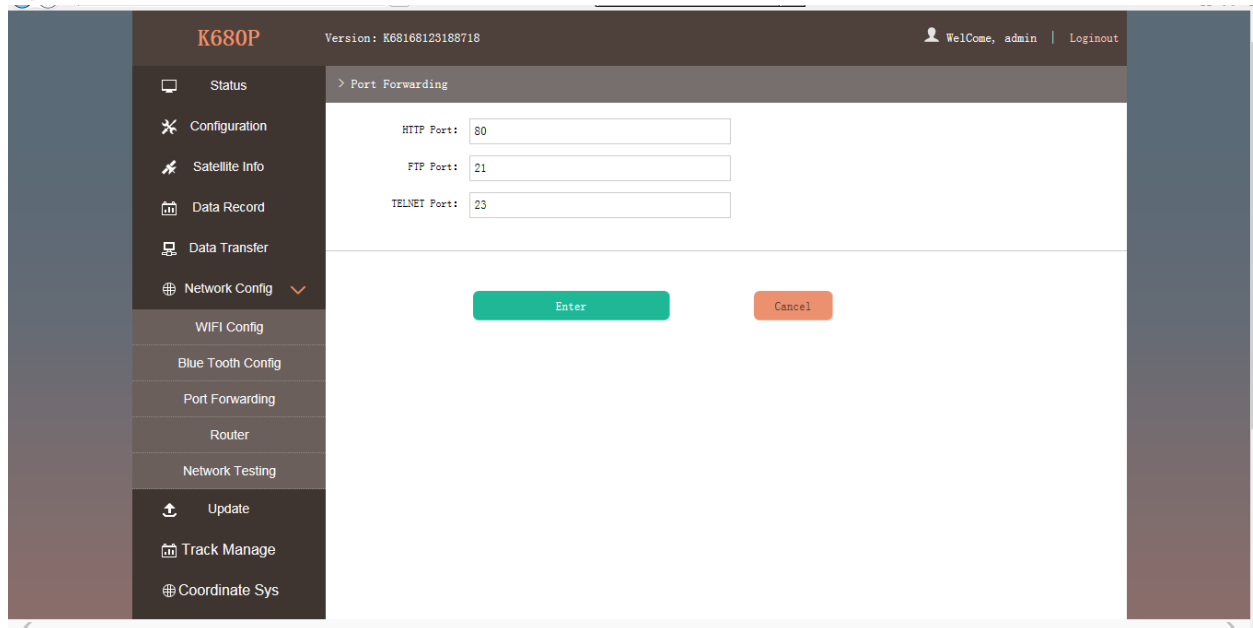 K680P
Version: K68168123188718
WelCome, admin | Loginout
Status
Configuration
Satellite Info
Data Record
Data Transfer
Network Config
WIFI Config
Blue Tooth Config
Port Forwarding
Router
Network Testing
Update
Track Manage
Coordinate Sys
> Port Forwarding
HTTP Port: 80
FTP Port: 21
TELNET Port: 23
Enter
Cancel